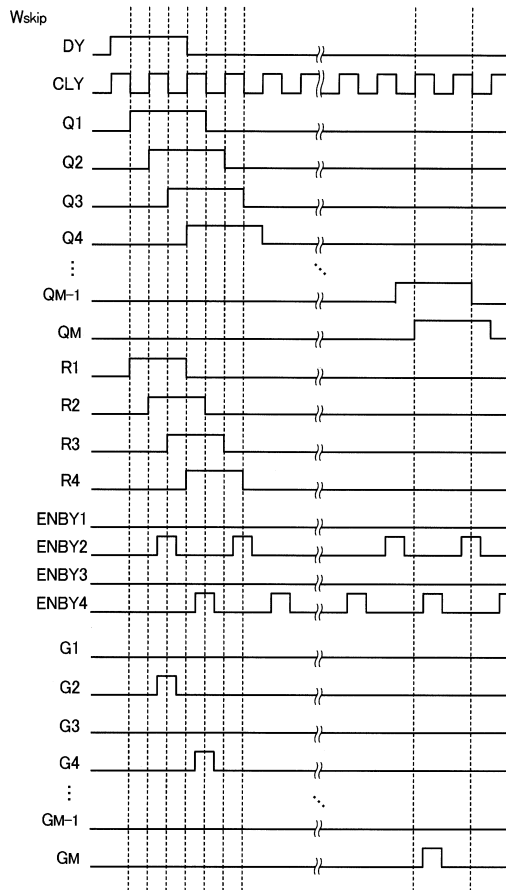 Wskip
DY
CLY
Q1
Q2
Q3
Q4
⋮
QM-1
QM
R1
R2
R3
R4
ENBY1
ENBY2
ENBY3
ENBY4
G1
G2
G3
G4
⋮
GM-1
GM